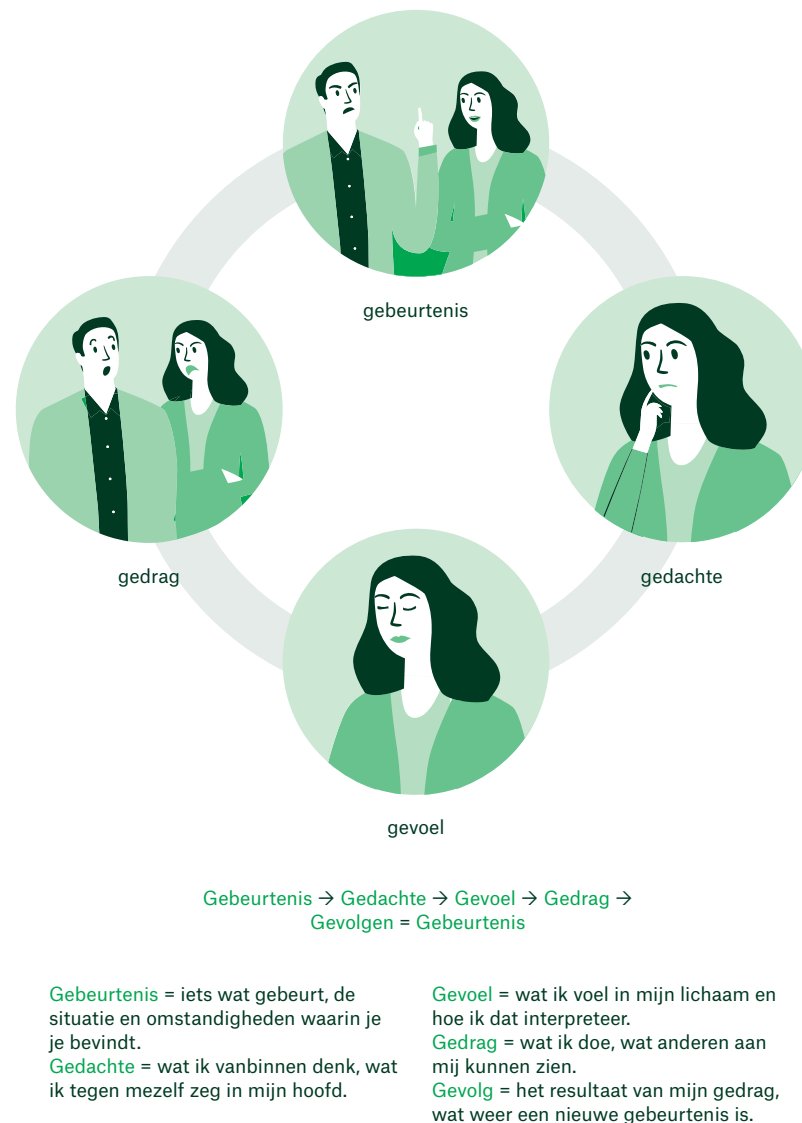 gebeurtenis
gedrag
gedachte
gevoel
Gebeurtenis → Gedachte → Gevoel → Gedrag →
Gevolgen = Gebeurtenis
Gebeurtenis = iets wat gebeurt, de
situatie en omstandigheden waarin je
je bevindt.
Gedachte = wat ik vanbinnen denk, wat
ik tegen mezelf zeg in mijn hoofd.
Gevoel = wat ik voel in mijn lichaam en
hoe ik dat interpreteer.
Gedrag = wat ik doe, wat anderen aan
mij kunnen zien.
Gevolg = het resultaat van mijn gedrag,
wat weer een nieuwe gebeurtenis is.